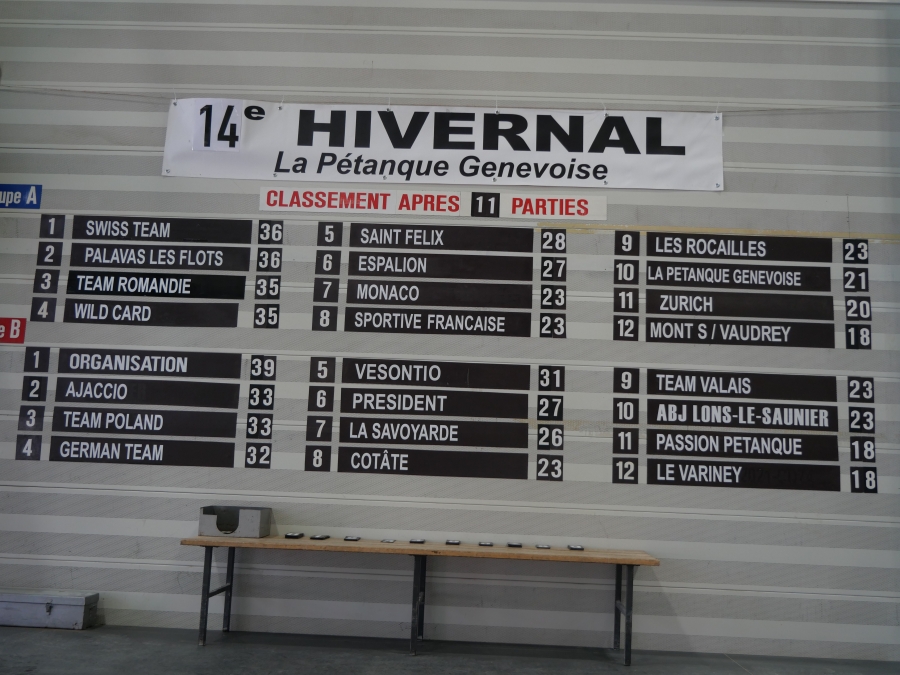 14e HIVERNAL
La Pétanque Genevoise
CLASSEMENT APRES 11 PARTIES
upe A
1 SWISS TEAM 36 5 SAINT FELIX 28 9 LES ROCAILLES 23
2 PALAVAS LES FLOTS 36 6 ESPALION 27 10 LA PETANQUE GENEVOISE 21
3 TEAM ROMANDIE 35 7 MONACO 23 11 ZURICH 20
4 WILD CARD 35 8 SPORTIVE FRANCAISE 23 12 MONT S / VAUDREY 18
e B
1 ORGANISATION 39 5 VESONTIO 31 9 TEAM VALAIS 23
2 AJACCIO 33 6 PRESIDENT 27 10 ABJ LONS-LE-SAUNIER 23
3 TEAM POLAND 33 7 LA SAVOYARDE 26 11 PASSION PETANQUE 18
4 GERMAN TEAM 32 8 COTÂTE 23 12 LE VARINEY 18